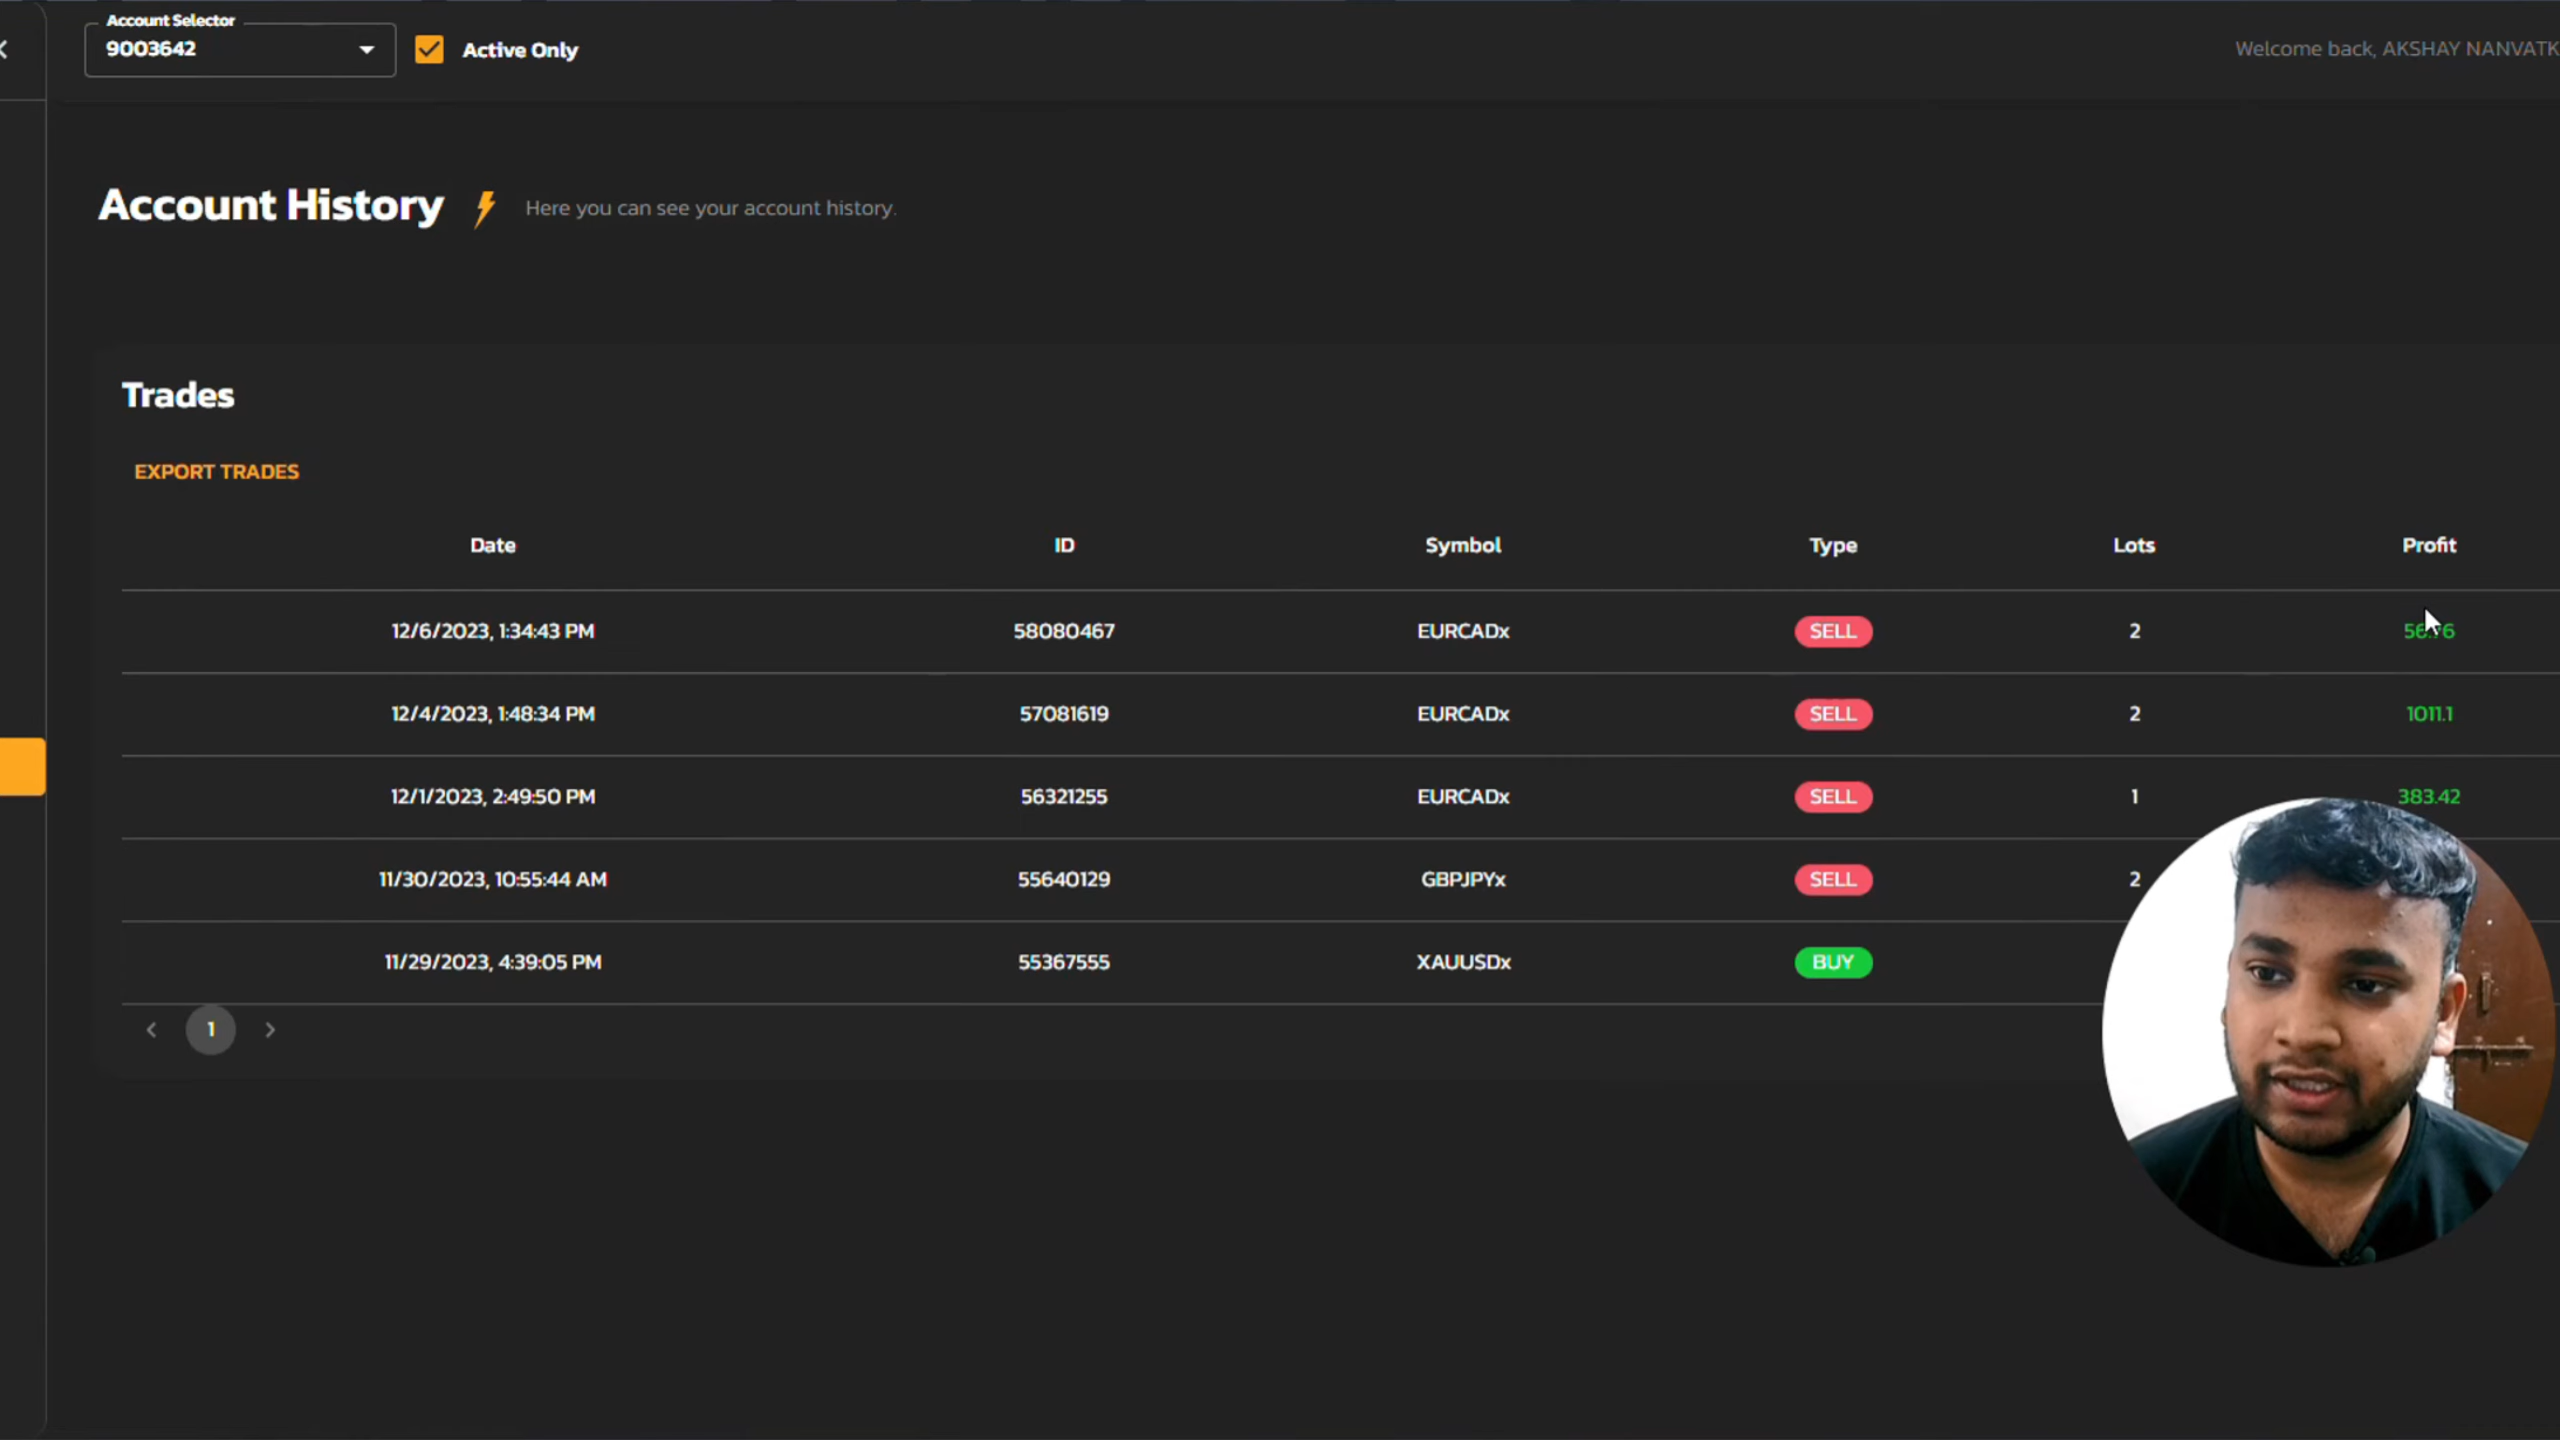 Account Selector
9003642
Active Only
Welcome back, AKSHAY NANVATK
Account History
Here you can see your account history.
Trades
EXPORT TRADES
Date ID Symbol Type Lots Profit
12/6/2023, 1:34:43 PM 58080467 EURCADx SELL 2
12/4/2023, 1:48:34 PM 57081619 EURCADx SELL 2 1011.1
12/1/2023, 2:49:50 PM 56321255 EURCADx SELL 1 383.42
11/30/2023, 10:55:44 AM 55640129 GBPJPYx SELL 2
11/29/2023, 4:39:05 PM 55367555 XAUUSDx BUY
1